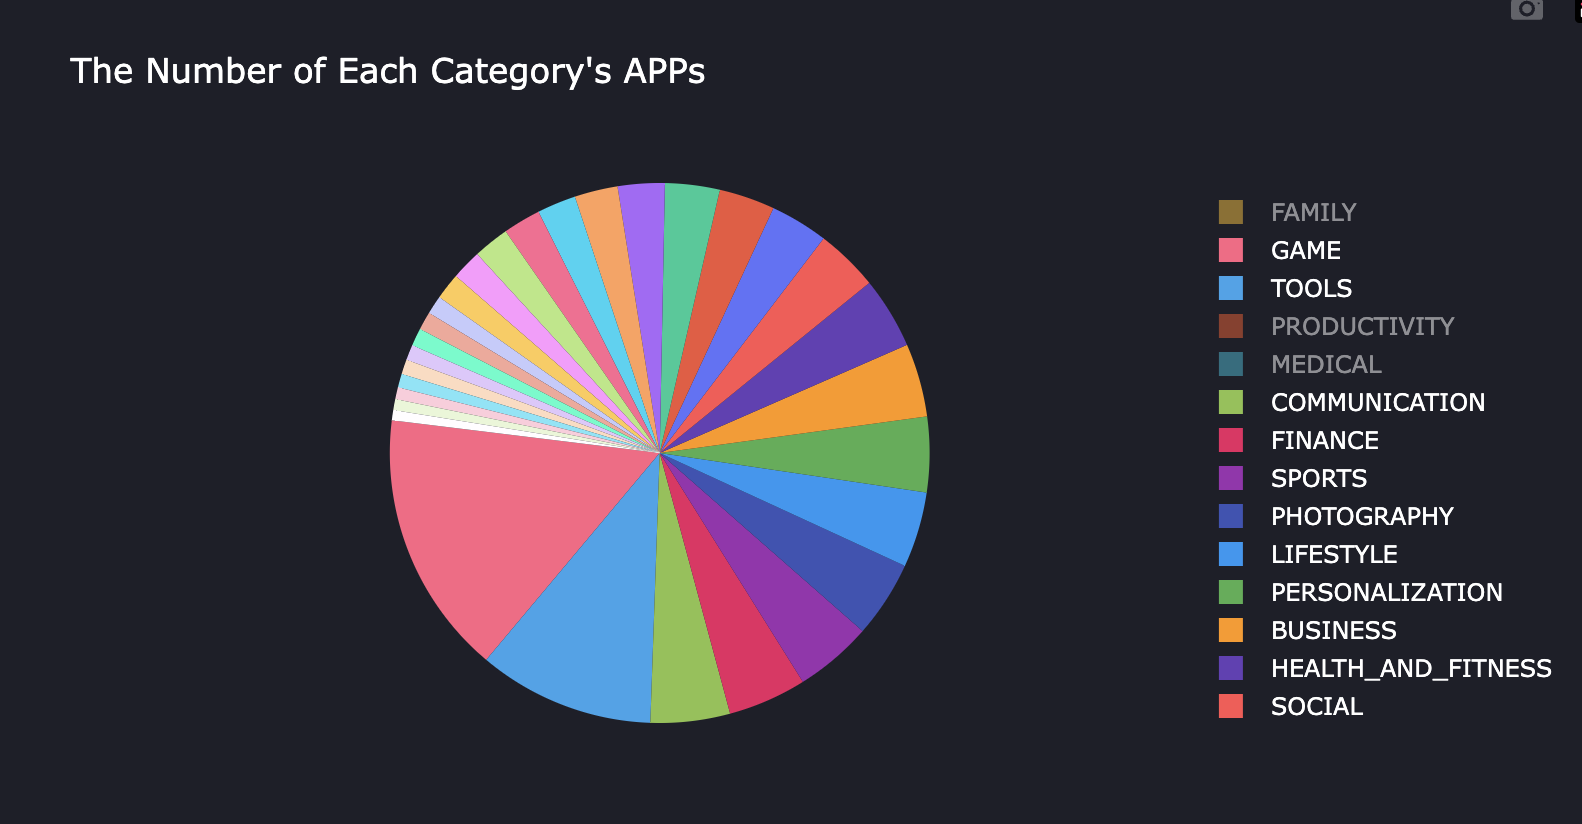 The Number of Each Category's APPs
FAMILY
GAME
TOOLS
PRODUCTIVITY
MEDICAL
COMMUNICATION
FINANCE
SPORTS
PHOTOGRAPHY
LIFESTYLE
PERSONALIZATION
BUSINESS
HEALTH_AND_FITNESS
SOCIAL